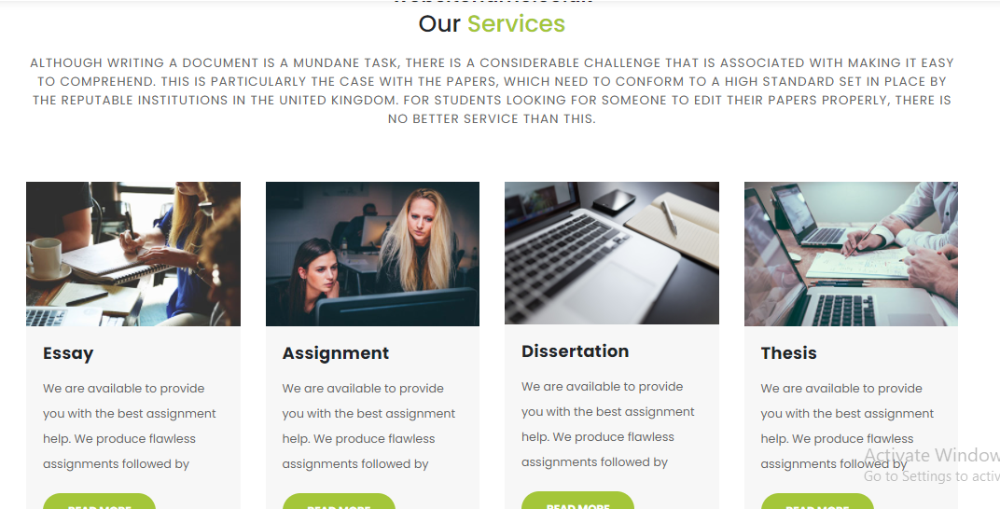 Our Services
ALTHOUGH WRITING A DOCUMENT IS A MUNDANE TASK, THERE IS A CONSIDERABLE CHALLENGE THAT IS ASSOCIATED WITH MAKING IT EASY
TO COMPREHEND. THIS IS PARTICULARLY THE CASE WITH THE PAPERS, WHICH NEED TO CONFORM TO A HIGH STANDARD SET IN PLACE BY
THE REPUTABLE INSTITUTIONS IN THE UNITED KINGDOM. FOR STUDENTS LOOKING FOR SOMEONE TO EDIT THEIR PAPERS PROPERLY, THERE IS
NO BETTER SERVICE THAN THIS.
Essay
We are available to provide
you with the best assignment
help. We produce flawless
assignments followed by
READ MORE
Assignment
We are available to provide
you with the best assignment
help. We produce flawless
assignments followed by
READ MORE
Dissertation
We are available to provide
you with the best assignment
help. We produce flawless
assignments followed by
READ MORE
Thesis
We are available to provide
you with the best assignment
help. We produce flawless
assignments followed by
READ MORE
Activate Window
Go to Settings to activ